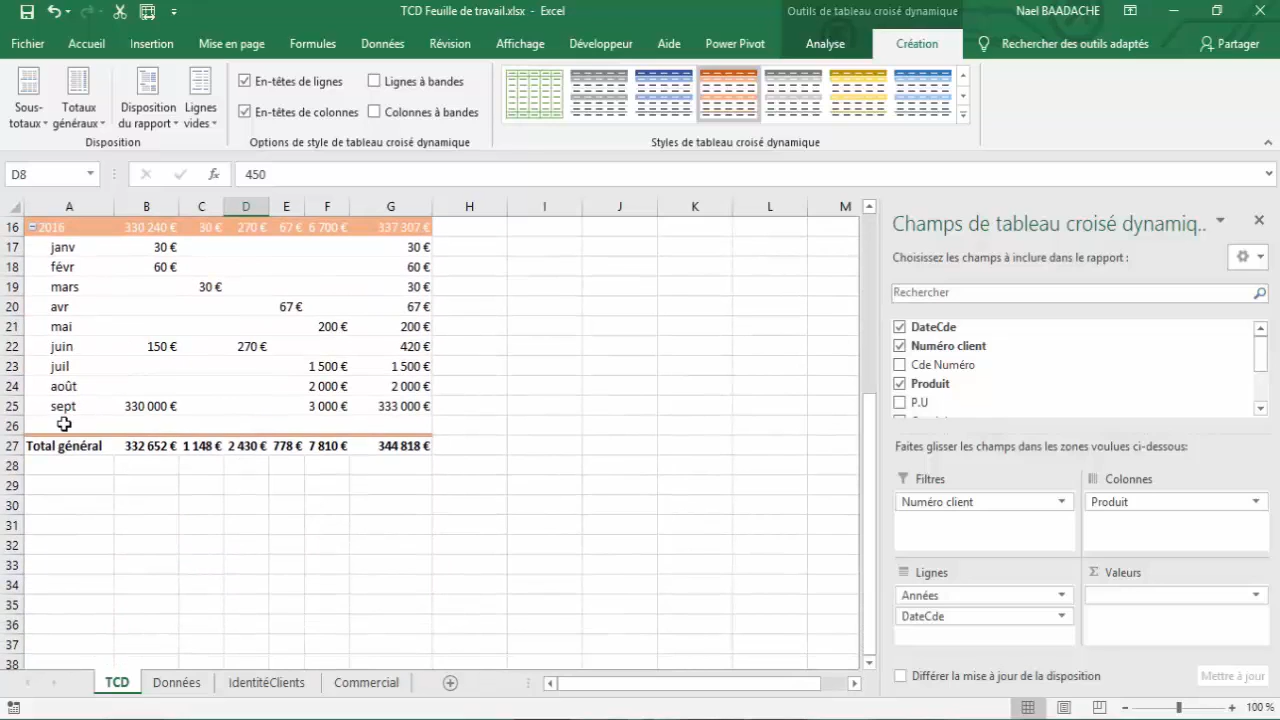 TCD Feuille de travail.xlsx - Excel
Outils de tableau croisé dynamique
Nael BAADACHE
Fichier Accueil Insertion Mise en page Formules Données Révision Affichage Développeur Aide Power Pivot Analyse Création Rechercher des outils adaptés Partager
En-têtes de lignes Lignes à bandes
Sous- Totaux Disposition
totaux généraux du rapport
En-têtes de colonnes Colonnes à bandes
Disposition Options de style de tableau croisé dynamique Styles de tableau croisé dynamique
D8 fx 450
A B C D E F G H I J K L M
16 2016 330 240 € 30 € 270 € 67 € 6 700 € 337 307 €
17 janv 30 € 30 €
18 févr 60 € 60 €
19 mars 30 € 30 €
20 avr 67 € 67 €
21 mai 200 € 200 €
22 juin 150 € 270 € 420 €
23 juil 1 500 € 1 500 €
24 août 2 000 € 2 000 €
25 sept 330 000 € 3 000 € 333 000 €
26
27 Total général 332 652 € 1 148 € 2 430 € 778 € 7 810 € 344 818 €
28
29
30
31
32
33
34
35
36
37
38
Champs de tableau croisé dynamiq...
Choisissez les champs à inclure dans le rapport :
Rechercher
DateCde
Numéro client
Cde Numéro
Produit
P.U
Faites glisser les champs dans les zones voulues ci-dessous:
Filtres Colonnes
Numéro client Produit
Lignes Σ Valeurs
Années
DateCde
Différer la mise à jour de la disposition Mettre à jour
TCD Données IdentitéClients Commercial
100 %